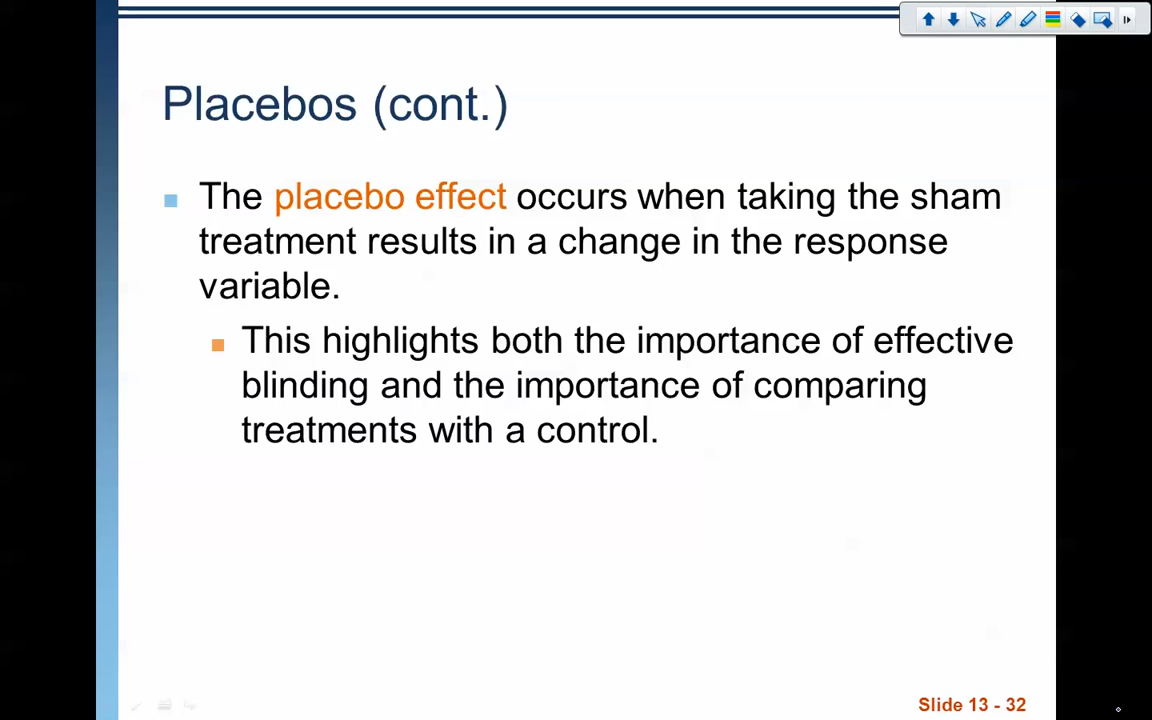 Placebos (cont.)
The placebo effect occurs when taking the sham
treatment results in a change in the response
variable.
This highlights both the importance of effective
blinding and the importance of comparing
treatments with a control.
Slide 13 - 32